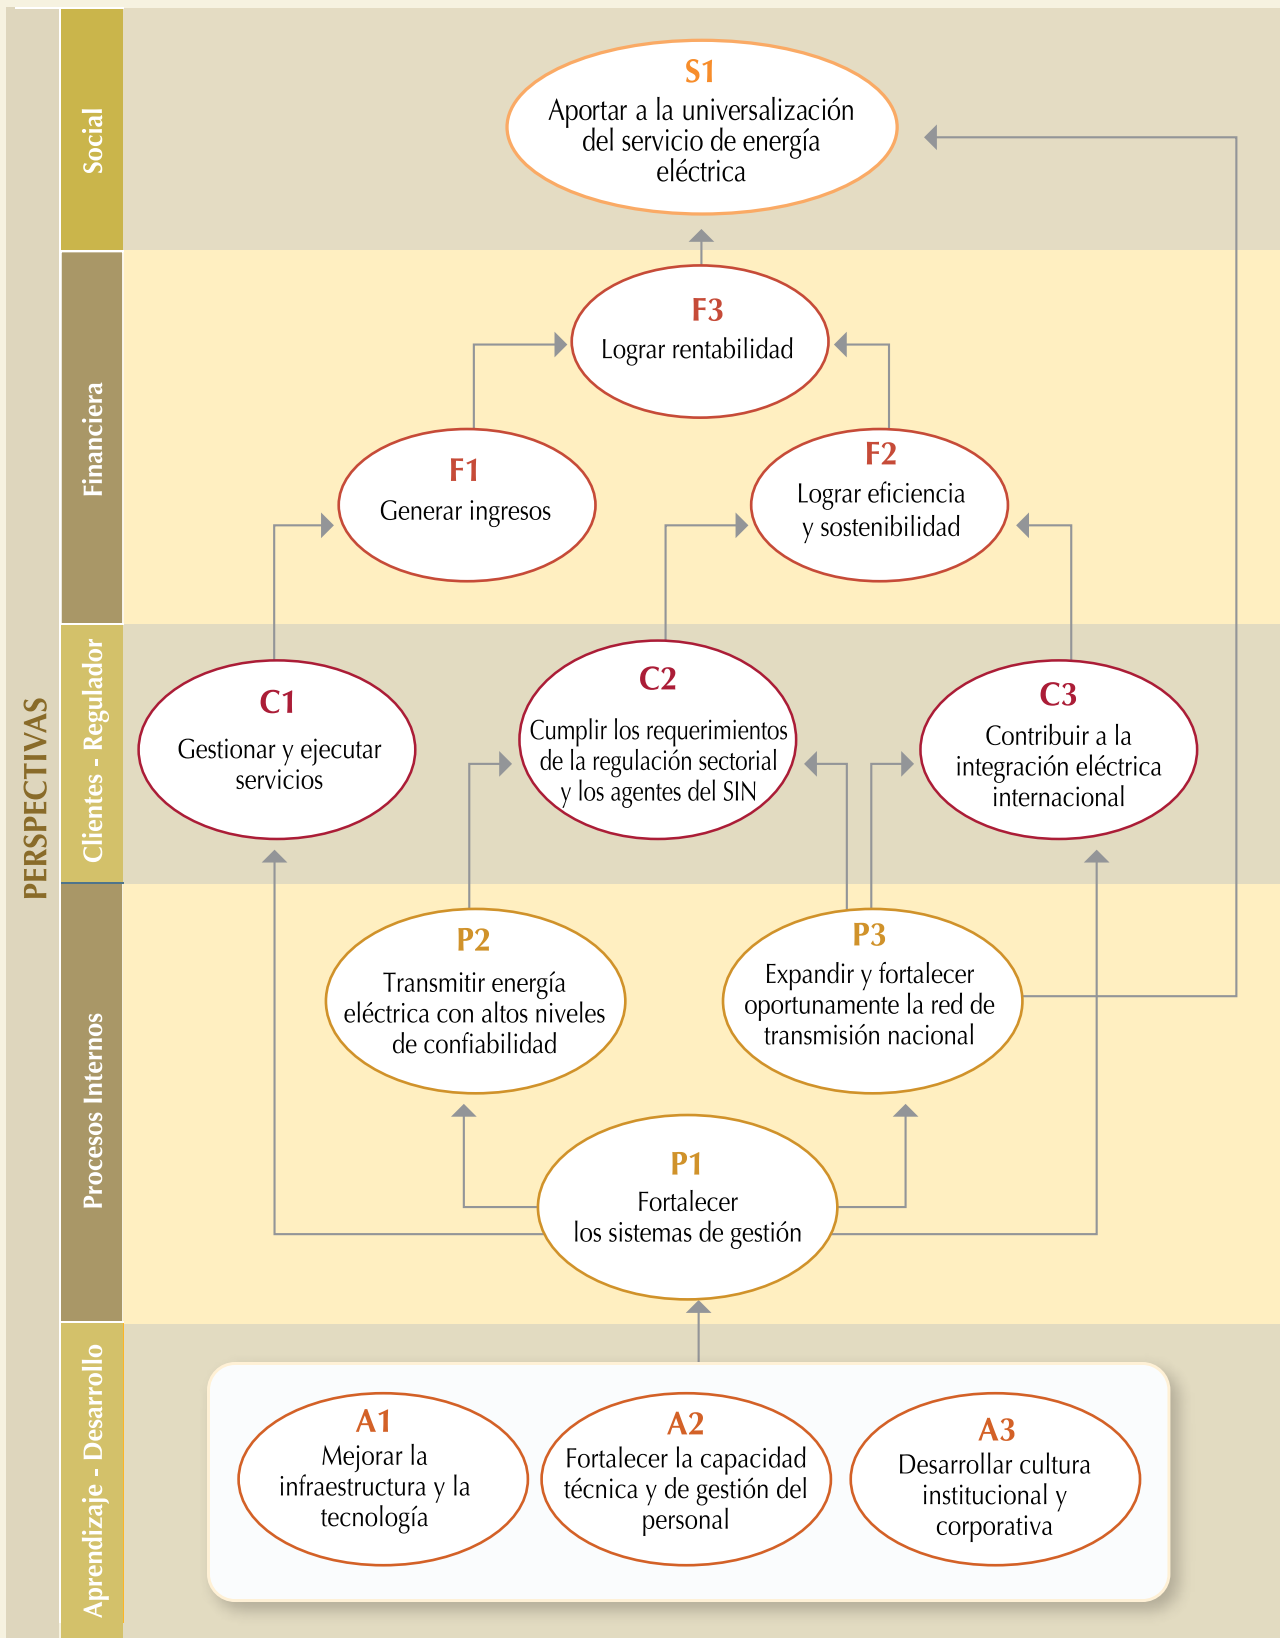 PERSPECTIVAS
Social
S1
Aportar a la universalización
del servicio de energía
eléctrica
Financiera
F3
Lograr rentabilidad
F1
Generar ingresos
F2
Lograr eficiencia
y sostenibilidad
Clientes - Regulador
C1
Gestionar y ejecutar
servicios
C2
Cumplir los requerimientos
de la regulación sectorial
y los agentes del SIN
C3
Contribuir a la
integración eléctrica
internacional
Procesos Internos
P2
Transmitir energía
eléctrica con altos niveles
de confiabilidad
P3
Expandir y fortalecer
oportunamente la red de
transmisión nacional
P1
Fortalecer
los sistemas de gestión
Aprendizaje - Desarrollo
A1
Mejorar la
infraestructura y la
tecnología
A2
Fortalecer la capacidad
técnica y de gestión del
personal
A3
Desarrollar cultura
institucional y
corporativa